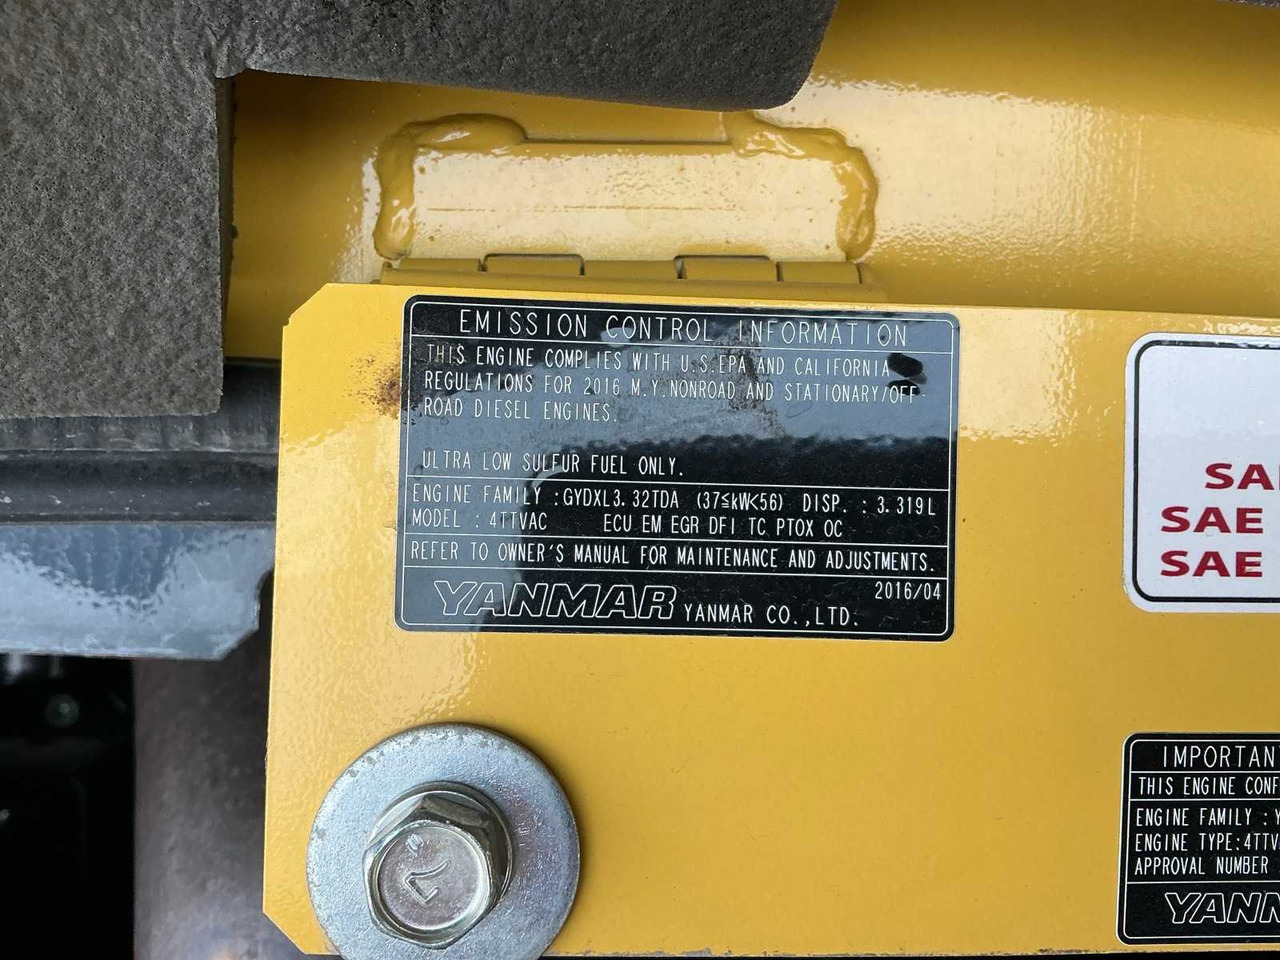 EMISSION CONTROL INFORMATION
THIS ENGINE COMPLIES WITH U.S.EPA AND CALIFORNIA
REGULATIONS FOR 2016 M.Y.NONROAD AND STATIONARY/OFF-
ROAD DIESEL ENGINES.
ULTRA LOW SULFUR FUEL ONLY.
ENGINE FAMILY :GYDXL3.32TDA (37≦kW<56) DISP. : 3.319L
MODEL : 4TTVAC ECU EM EGR DFI TC PTOX OC
REFER TO OWNER'S MANUAL FOR MAINTENANCE AND ADJUSTMENTS.
2016/04
YANMAR YANMAR CO.,LTD.
SAE
SAE
IMPORTAN
THIS ENGINE CONF
ENGINE FAMILY :Y
ENGINE TYPE:4TTV
APPROVAL NUMBER
YANM
7